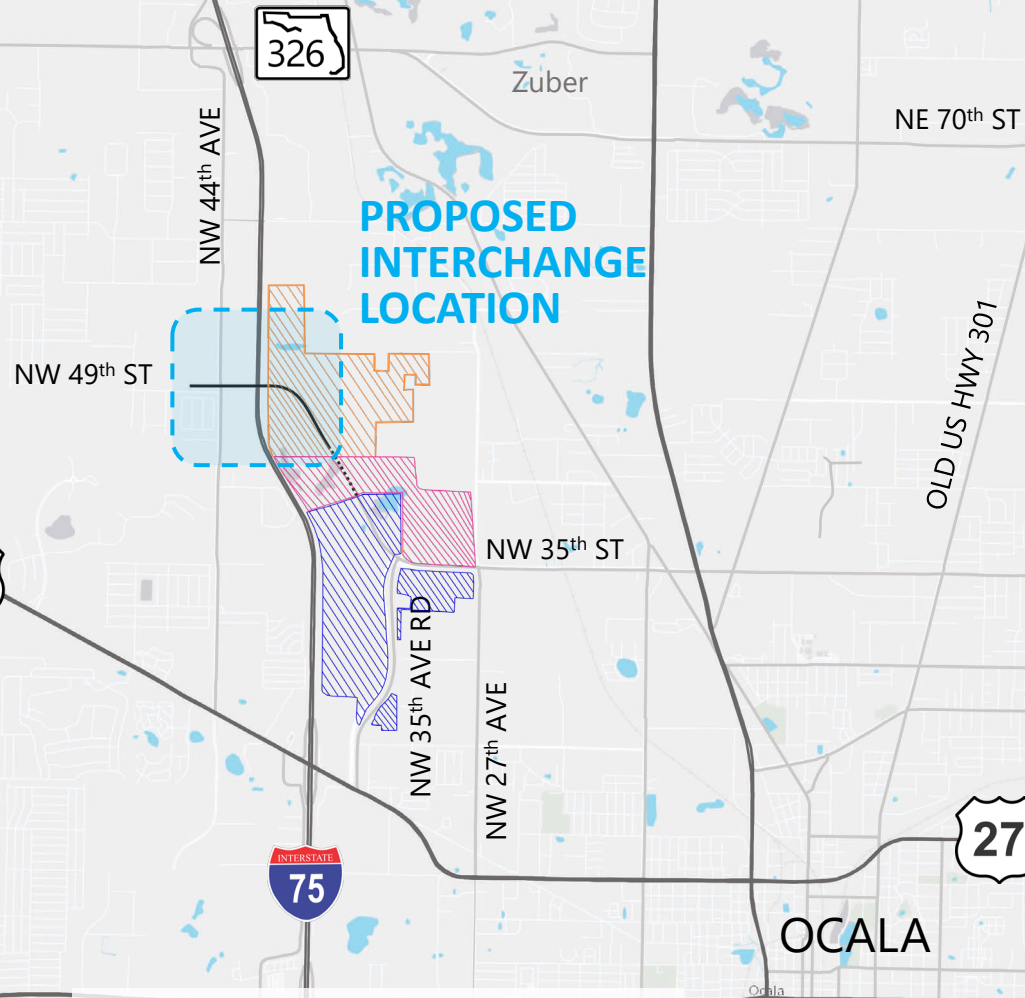 326
Zuber
NE 70th ST
NW 44th AVE
PROPOSED
INTERCHANGE
LOCATION
NW 49th ST
OLD US HWY 301
NW 35th ST
NW 35th AVE RD
NW 27th AVE
27
INTERSTATE
75
OCALA
Ocala